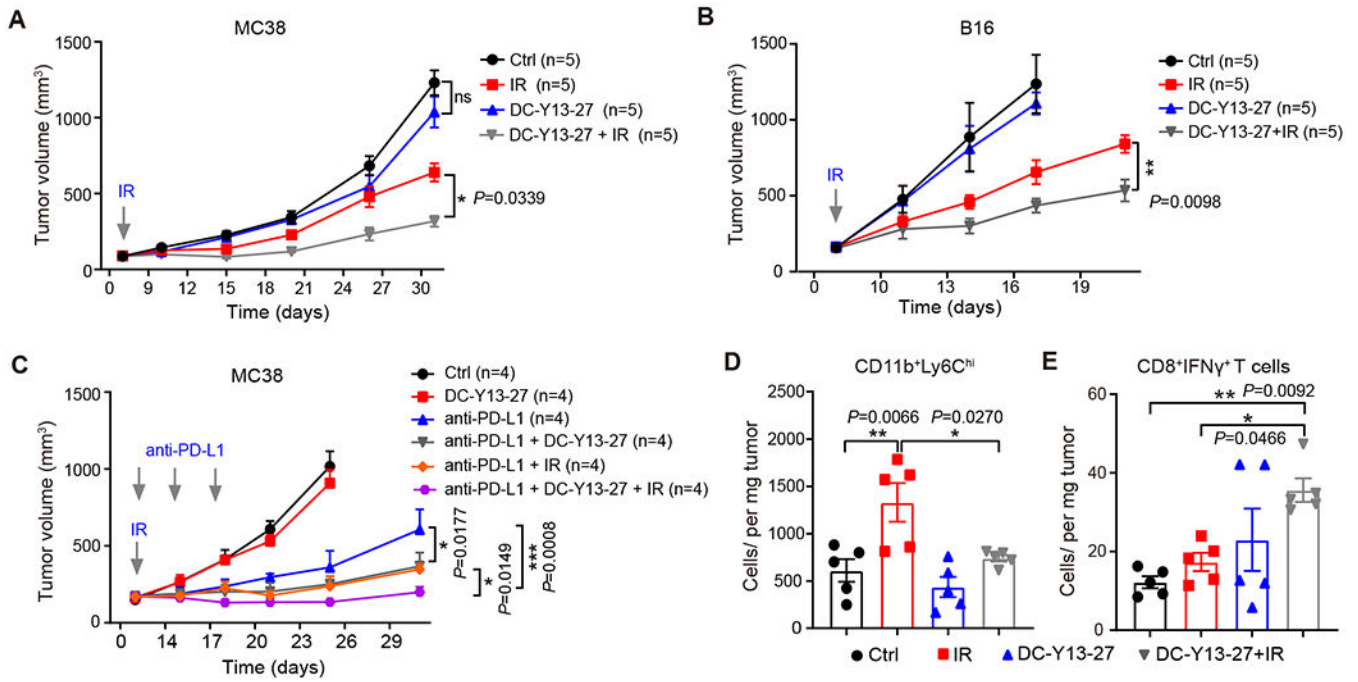 A
MC38
Tumor volume (mm³)
1500
1000
500
0
IR
0 9 12 15 18 21 24 27 30
Time (days)
Ctrl (n=5)
IR (n=5)
DC-Y13-27 (n=5)
DC-Y13-27 + IR (n=5)
ns
* P=0.0339
B
B16
Tumor volume (mm³)
1500
1000
500
0
IR
0 10 13 16 19
Time (days)
Ctrl (n=5)
IR (n=5)
DC-Y13-27 (n=5)
DC-Y13-27+IR (n=5)
**
P=0.0098
C
MC38
Tumor volume (mm³)
1500
1000
500
0
anti-PD-L1
IR
0 15 17 20 23 26 29
Time (days)
Ctrl (n=4)
DC-Y13-27 (n=4)
anti-PD-L1 (n=4)
anti-PD-L1 + DC-Y13-27 (n=4)
anti-PD-L1 + IR (n=4)
anti-PD-L1 + DC-Y13-27 + IR (n=4)
*
P=0.0177
*
P=0.0149
***
P=0.0008
D
CD11b⁺Ly6Cʰⁱ
Cells/ per mg tumor
2500
2000
1500
1000
500
0
P=0.0066 P=0.0270
** *
E
CD8⁺IFNγ⁺ T cells
Cells/ per mg tumor
60
40
20
0
** P=0.0092
*
P=0.0466
Ctrl IR DC-Y13-27 DC-Y13-27+IR